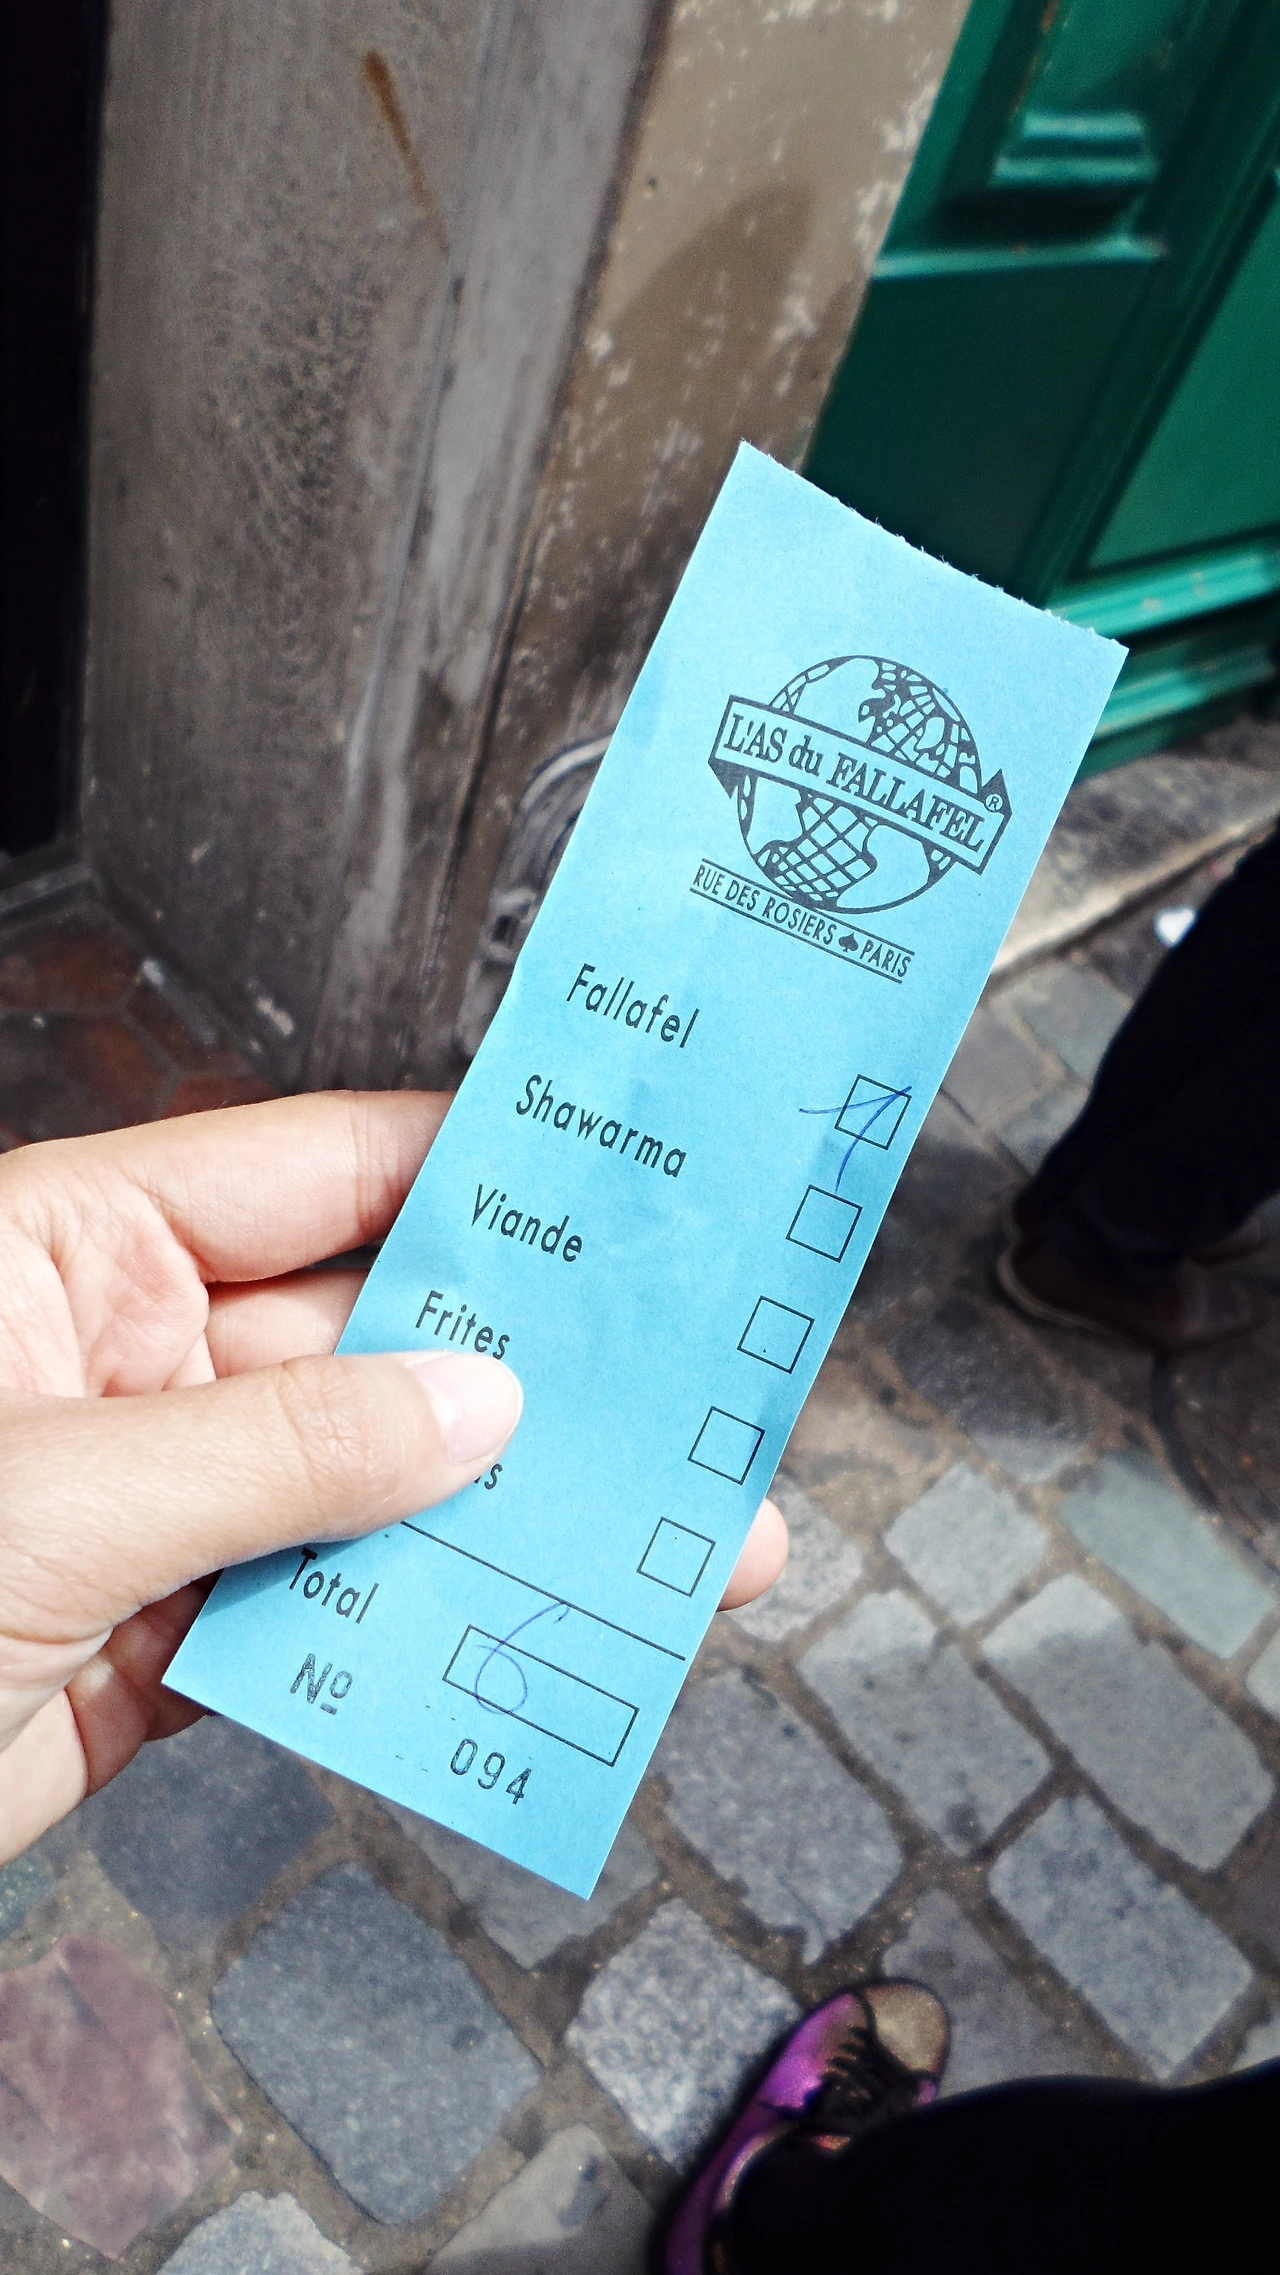 L'AS du FALLAFEL®
RUE DES ROSIERS ♠ PARIS
Fallafel 1
Shawarma
Viande
Frites
Total 6
Nº 094